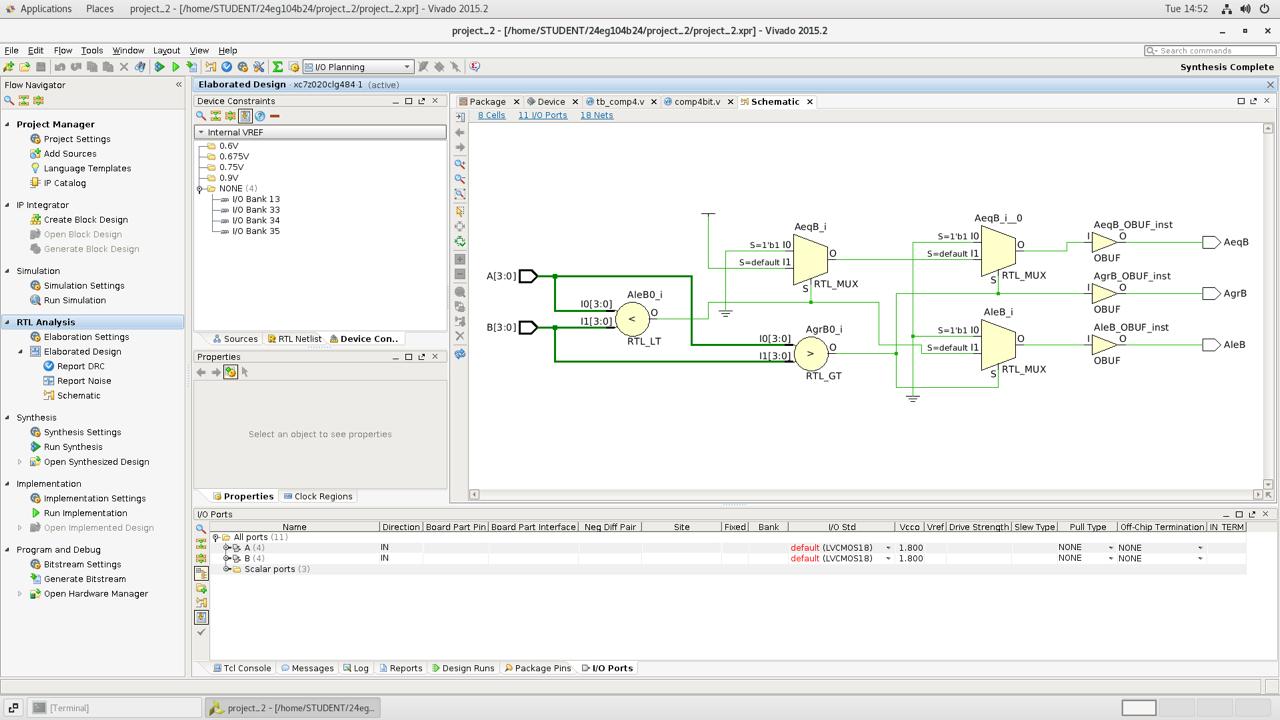 Applications Places project_2 - [/home/STUDENT/24eg104b24/project_2/project_2.xpr] - Vivado 2015.2 Tue 14:52
project_2 - [/home/STUDENT/24eg104b24/project_2/project_2.xpr] - Vivado 2015.2
File Edit Flow Tools Window Layout View Help Search commands
I/O Planning Synthesis Complete
Flow Navigator
Project Manager
Project Settings
Add Sources
Language Templates
IP Catalog
IP Integrator
Create Block Design
Open Block Design
Generate Block Design
Simulation
Simulation Settings
Run Simulation
RTL Analysis
Elaboration Settings
Elaborated Design
Report DRC
Report Noise
Schematic
Synthesis
Synthesis Settings
Run Synthesis
Open Synthesized Design
Implementation
Implementation Settings
Run Implementation
Open Implemented Design
Program and Debug
Bitstream Settings
Generate Bitstream
Open Hardware Manager
Elaborated Design - xc7z020clg484-1 (active)
Device Constraints
Internal VREF
0.6V
0.675V
0.75V
0.9V
NONE (4)
I/O Bank 13
I/O Bank 33
I/O Bank 34
I/O Bank 35
Sources RTL Netlist Device Con..
Properties
Select an object to see properties
Properties Clock Regions
Package Device tb_comp4.v comp4bit.v Schematic
8 Cells 11 I/O Ports 18 Nets
A[3:0]
B[3:0]
AleB0_i
I0[3:0]
I1[3:0]
<
O
RTL_LT
AeqB_i
S=1'b1 I0
S=default I1
O
S
RTL_MUX
AgrB0_i
I0[3:0]
I1[3:0]
>
O
RTL_GT
AeqB_i__0
S=1'b1 I0
S=default I1
O
S
RTL_MUX
AleB_i
S=1'b1 I0
S=default I1
O
S
RTL_MUX
AeqB_OBUF_inst
I O
OBUF
AeqB
AgrB_OBUF_inst
I O
OBUF
AgrB
AleB_OBUF_inst
I O
OBUF
AleB
I/O Ports
Name Direction Board Part Pin Board Part Interface Neg Diff Pair Site Fixed Bank I/O Std Vcco Vref Drive Strength Slew Type Pull Type Off-Chip Termination IN_TERM
All ports (11)
A (4) IN default (LVCMOS18) 1.800 NONE NONE
B (4) IN default (LVCMOS18) 1.800 NONE NONE
Scalar ports (3)
Tcl Console Messages Log Reports Design Runs Package Pins I/O Ports
[Terminal] project_2 - [/home/STUDENT/24eg...